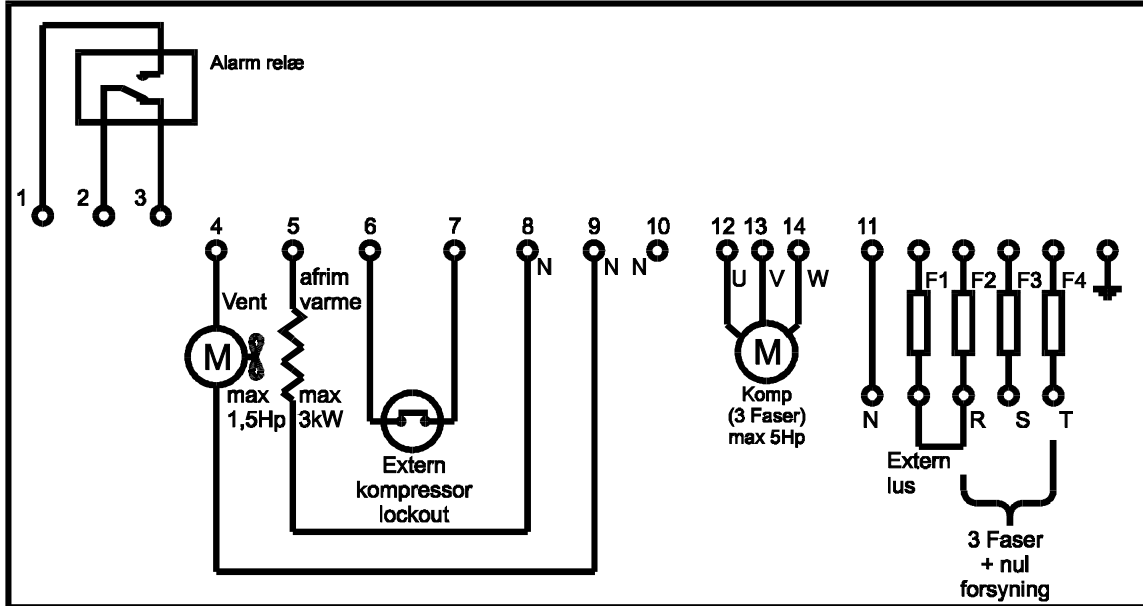 Alarm relæ
1 2 3
4 5 6 7 8 9 10 12 13 14 11
N N N U V W F1 F2 F3 F4
afrim
Vent varme
M M
max max
1,5Hp 3kW
Komp
(3 Faser)
max 5Hp
N R S T
Extern
kompressor
lockout
Extern
lus
3 Faser
+ nul
forsyning